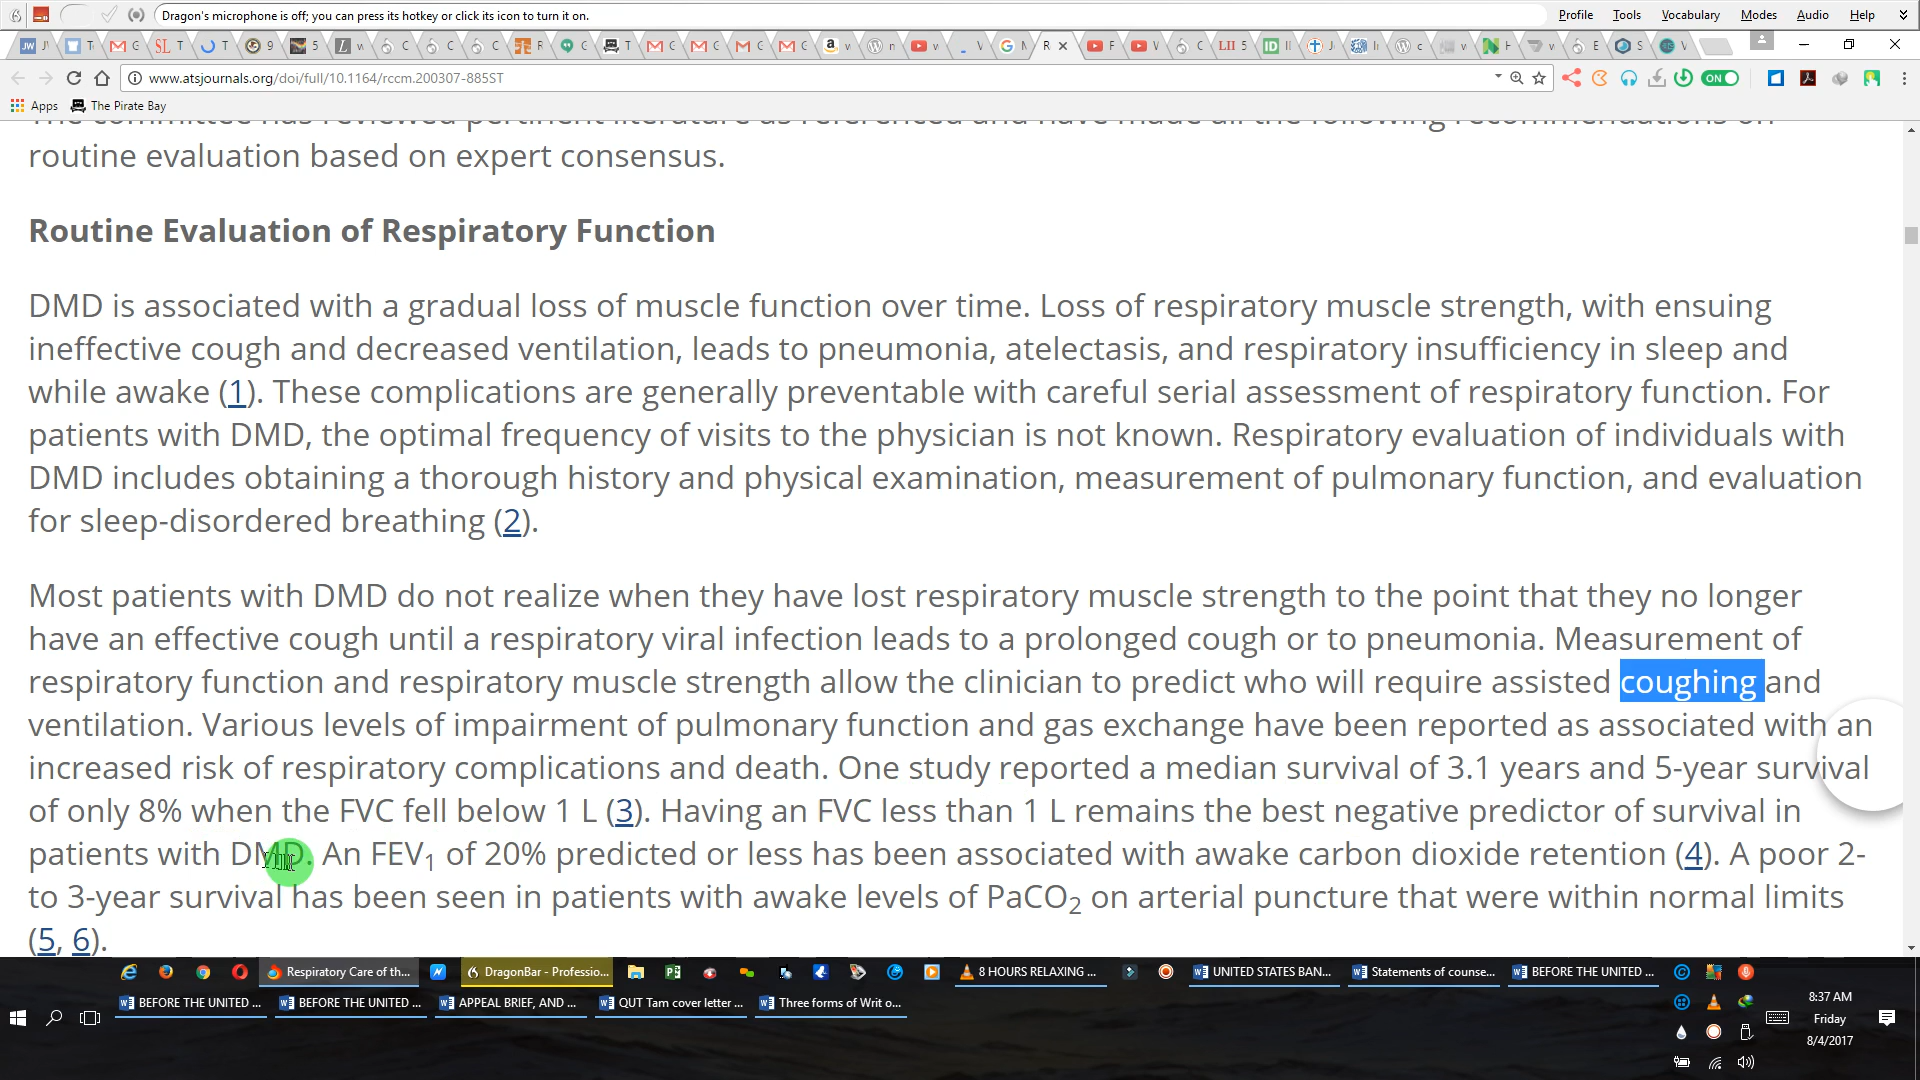 Dragon's microphone is off; you can press its hotkey or click its icon to turn it on.
Profile Tools Vocabulary Modes Audio Help
www.atsjournals.org/doi/full/10.1164/rccm.200307-885ST
ON
Apps The Pirate Bay
routine evaluation based on expert consensus.
Routine Evaluation of Respiratory Function
DMD is associated with a gradual loss of muscle function over time. Loss of respiratory muscle strength, with ensuing
ineffective cough and decreased ventilation, leads to pneumonia, atelectasis, and respiratory insufficiency in sleep and
while awake (1). These complications are generally preventable with careful serial assessment of respiratory function. For
patients with DMD, the optimal frequency of visits to the physician is not known. Respiratory evaluation of individuals with
DMD includes obtaining a thorough history and physical examination, measurement of pulmonary function, and evaluation
for sleep-disordered breathing (2).
Most patients with DMD do not realize when they have lost respiratory muscle strength to the point that they no longer
have an effective cough until a respiratory viral infection leads to a prolonged cough or to pneumonia. Measurement of
respiratory function and respiratory muscle strength allow the clinician to predict who will require assisted coughing and
ventilation. Various levels of impairment of pulmonary function and gas exchange have been reported as associated with an
increased risk of respiratory complications and death. One study reported a median survival of 3.1 years and 5-year survival
of only 8% when the FVC fell below 1 L (3). Having an FVC less than 1 L remains the best negative predictor of survival in
patients with DMD. An FEV1 of 20% predicted or less has been associated with awake carbon dioxide retention (4). A poor 2-
to 3-year survival has been seen in patients with awake levels of PaCO2 on arterial puncture that were within normal limits
(5, 6).
Respiratory Care of th... DragonBar - Professio... 8 HOURS RELAXING ... UNITED STATES BAN... Statements of counse... BEFORE THE UNITED ...
BEFORE THE UNITED ... BEFORE THE UNITED ... APPEAL BRIEF, AND ... QUT Tam cover letter ... Three forms of Writ o...
8:37 AM
Friday
8/4/2017